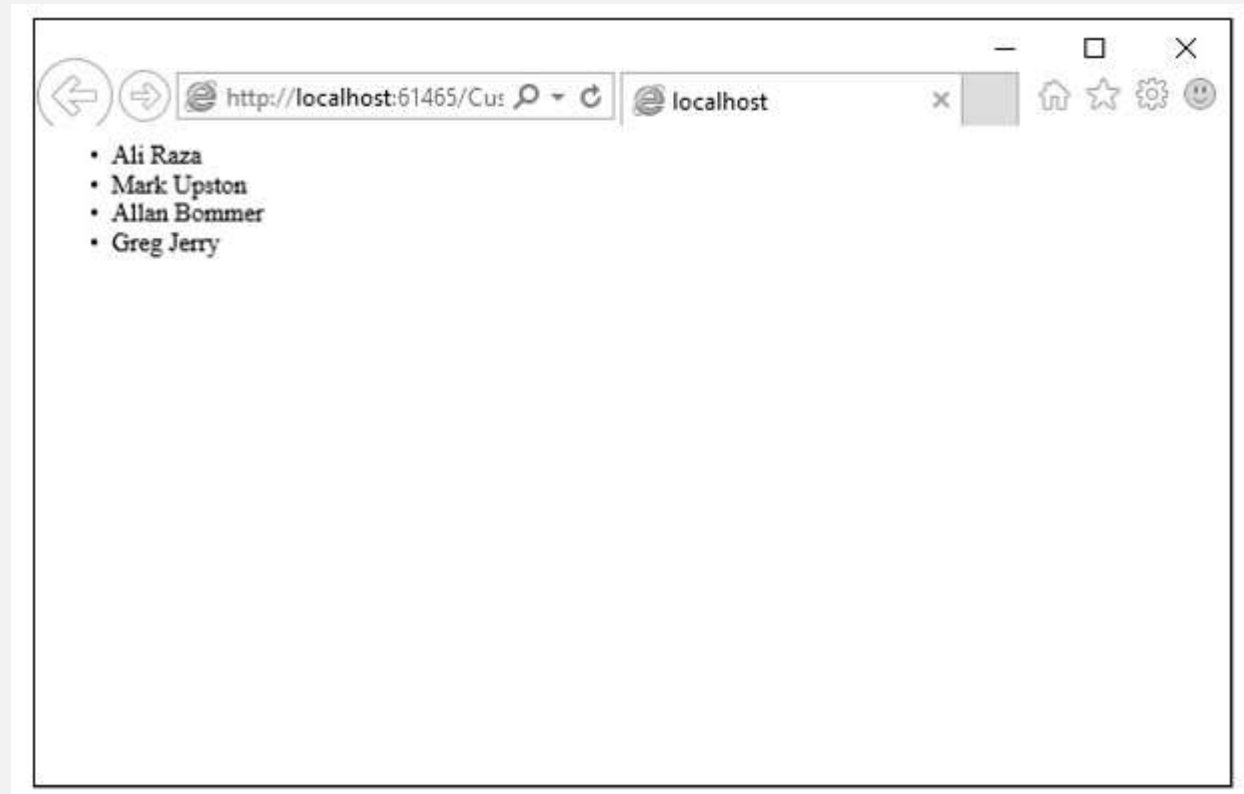 http://localhost:61465/Cus
localhost
• Ali Raza
• Mark Upston
• Allan Bommer
• Greg Jerry